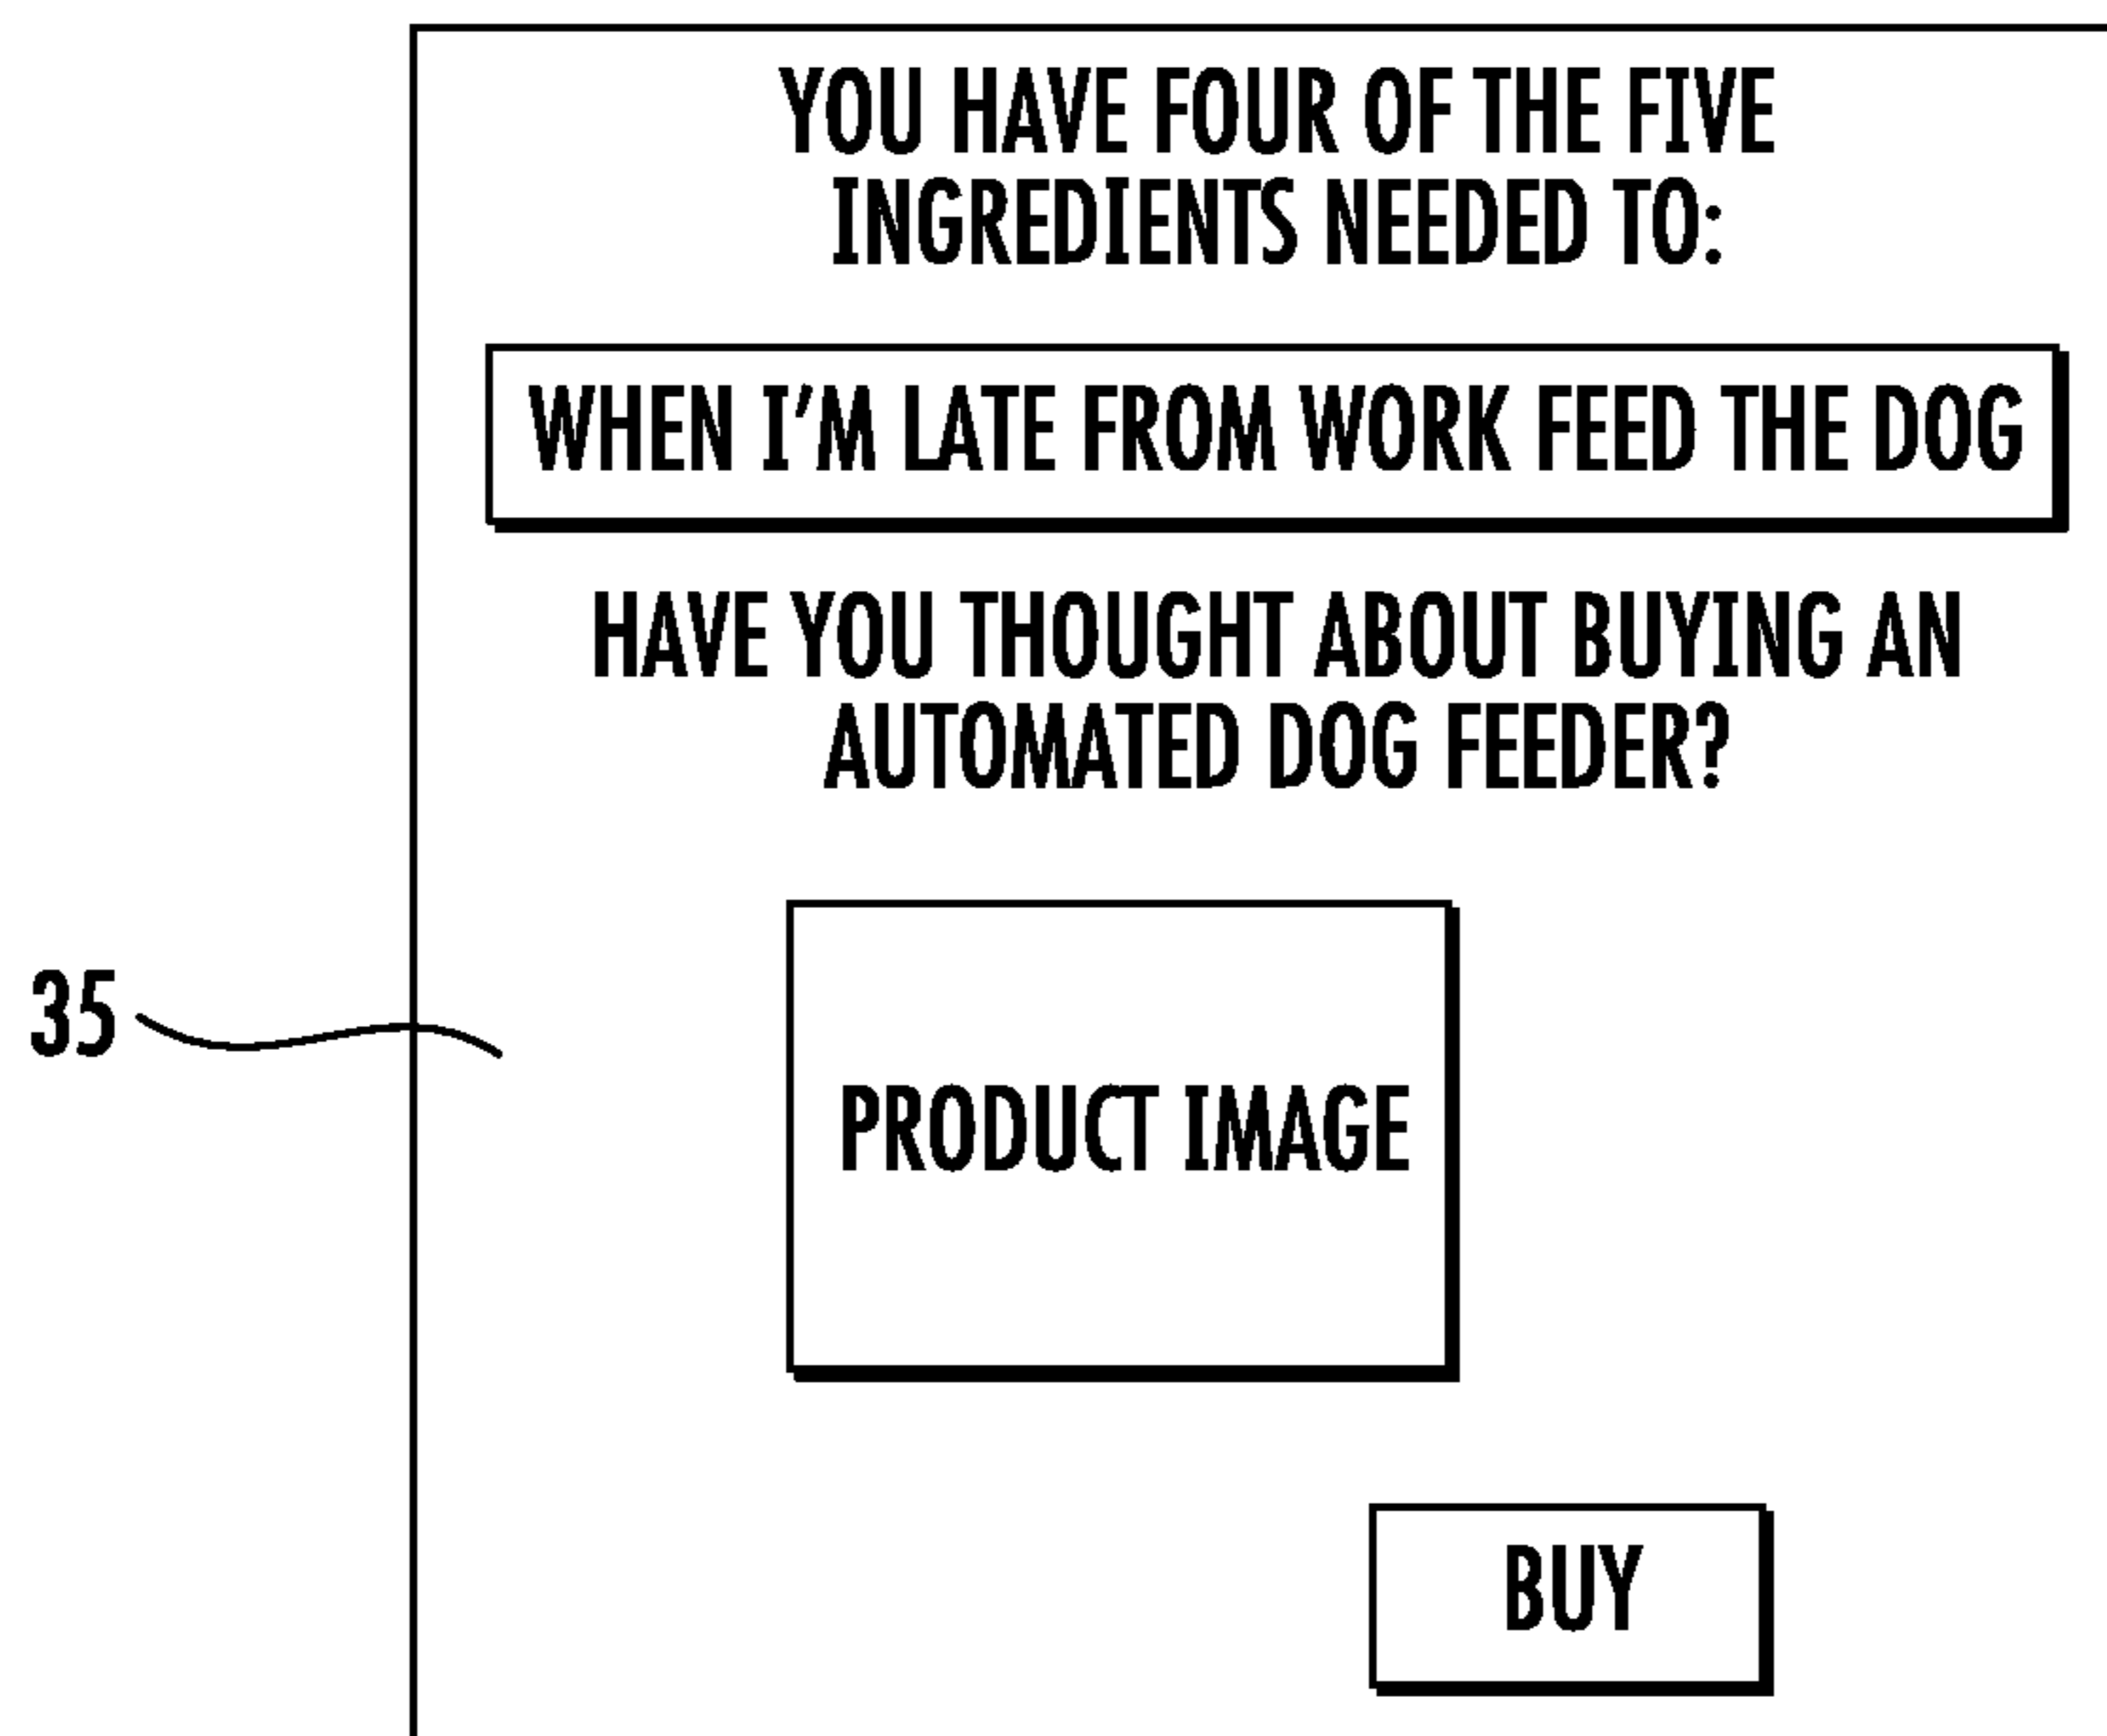 YOU HAVE FOUR OF THE FIVE
INGREDIENTS NEEDED TO:
WHEN I'M LATE FROM WORK FEED THE DOG
HAVE YOU THOUGHT ABOUT BUYING AN
AUTOMATED DOG FEEDER?
35
PRODUCT IMAGE
BUY